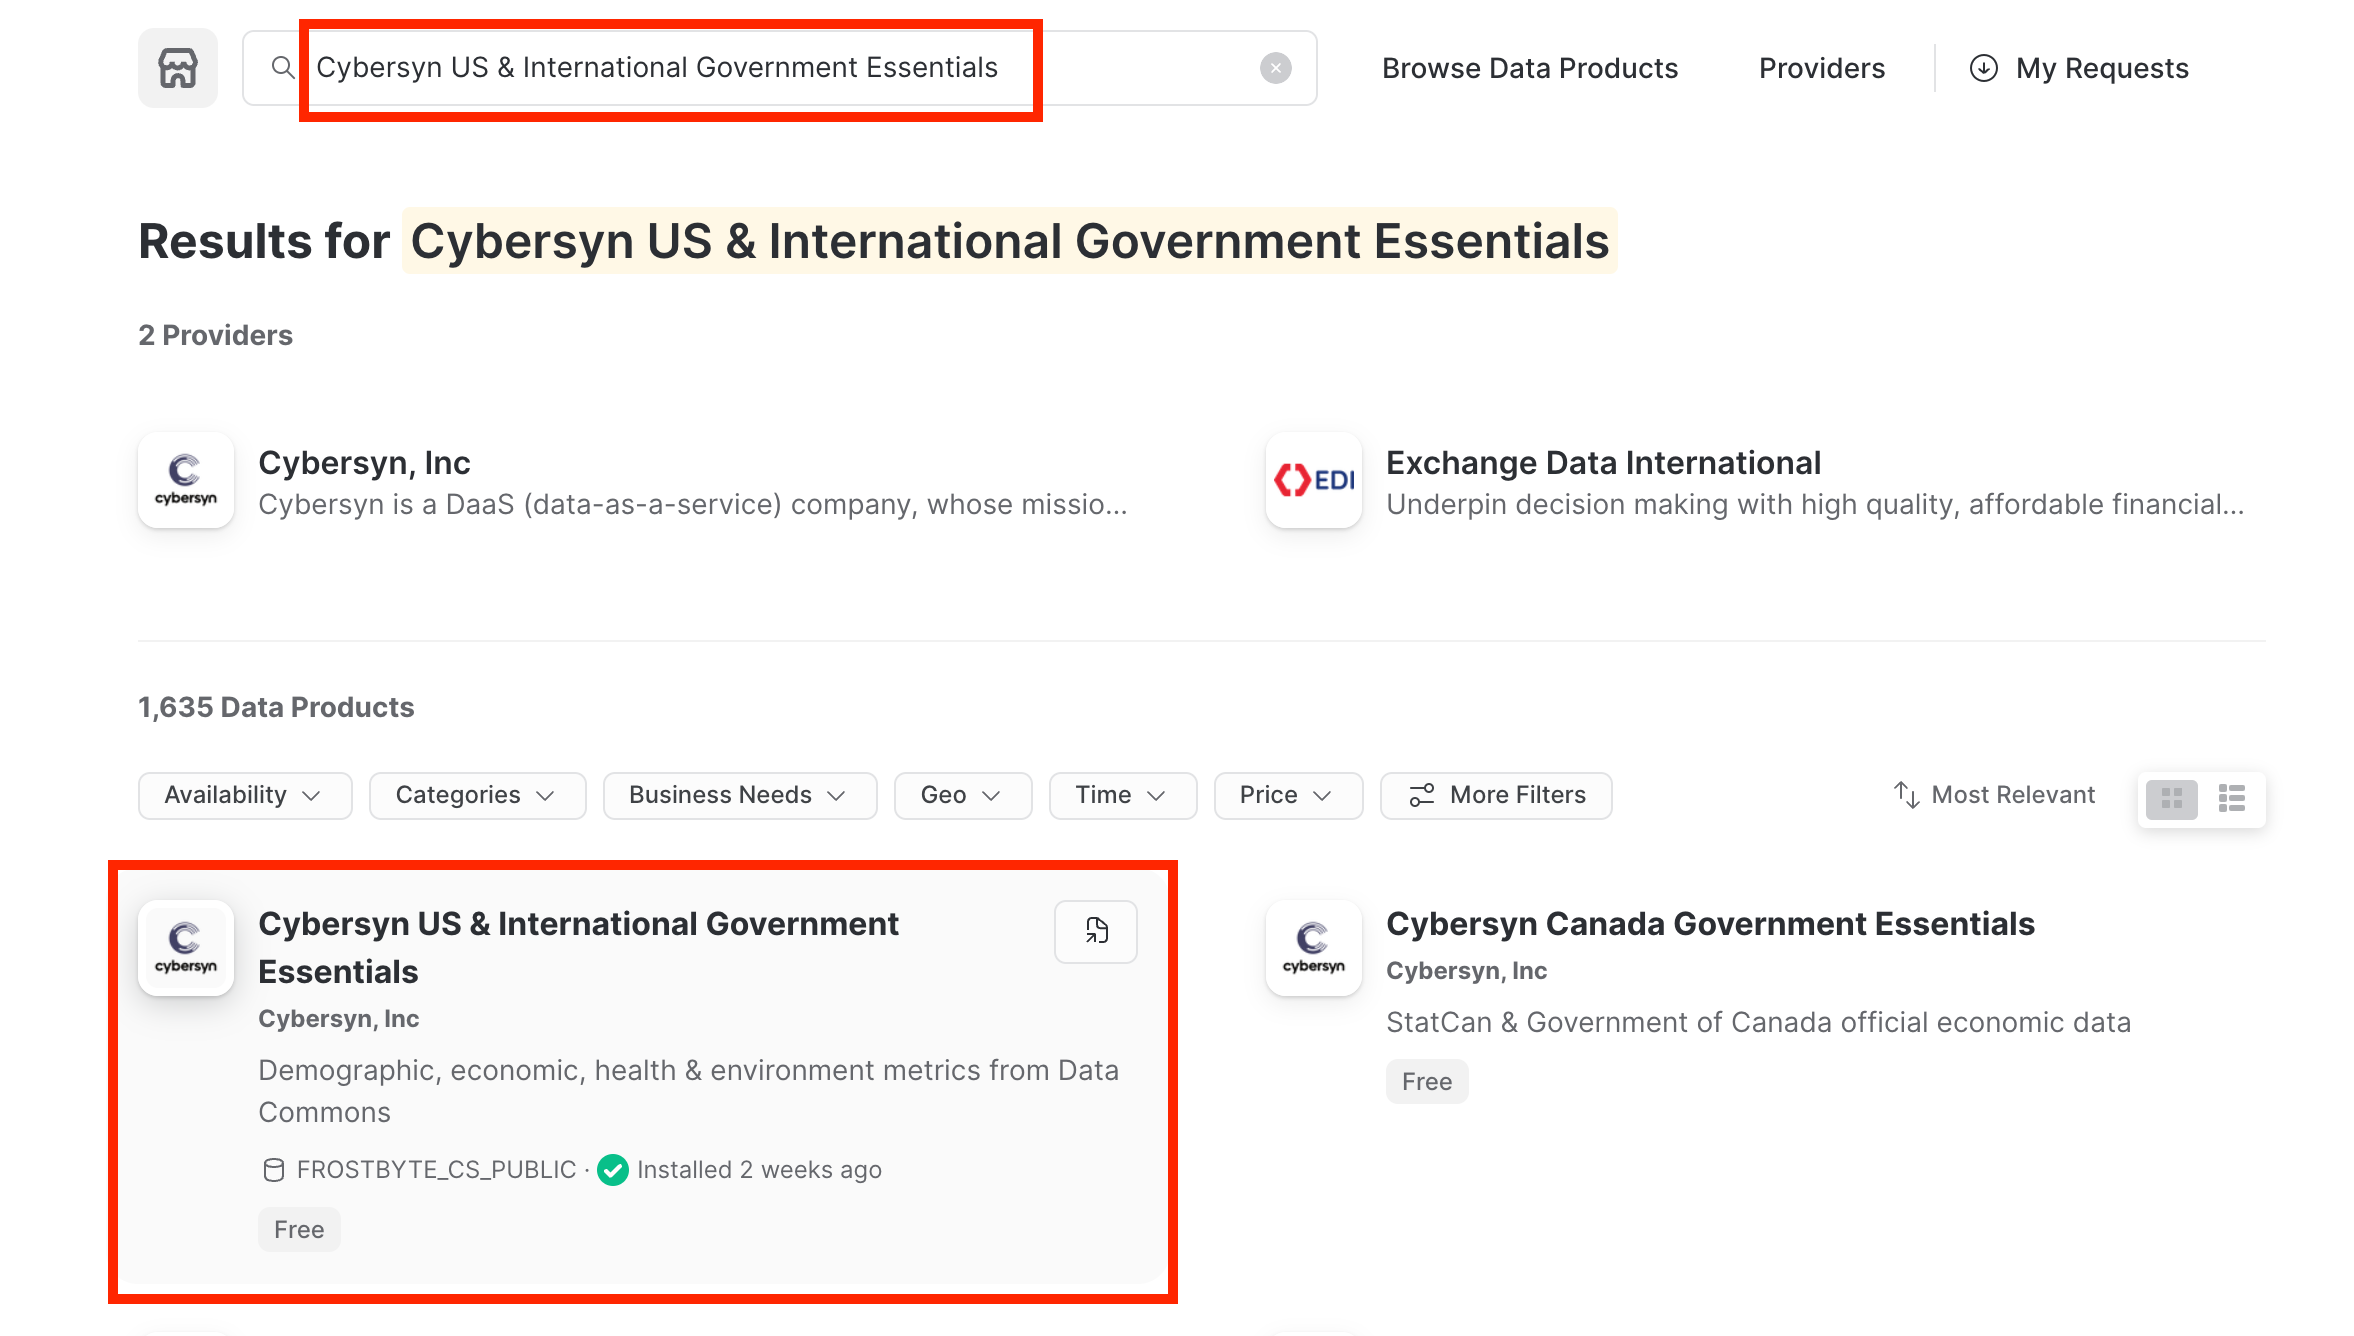 Cybersyn US & International Government Essentials
Browse Data Products
Providers
My Requests
Results for Cybersyn US & International Government Essentials
2 Providers
cybersyn
Cybersyn, Inc
Cybersyn is a DaaS (data-as-a-service) company, whose missio...
EDI
Exchange Data International
Underpin decision making with high quality, affordable financial...
1,635 Data Products
Availability
Categories
Business Needs
Geo
Time
Price
More Filters
Most Relevant
cybersyn
Cybersyn US & International Government
Essentials
Cybersyn, Inc
Demographic, economic, health & environment metrics from Data
Commons
FROSTBYTE_CS_PUBLIC · Installed 2 weeks ago
Free
cybersyn
Cybersyn Canada Government Essentials
Cybersyn, Inc
StatCan & Government of Canada official economic data
Free